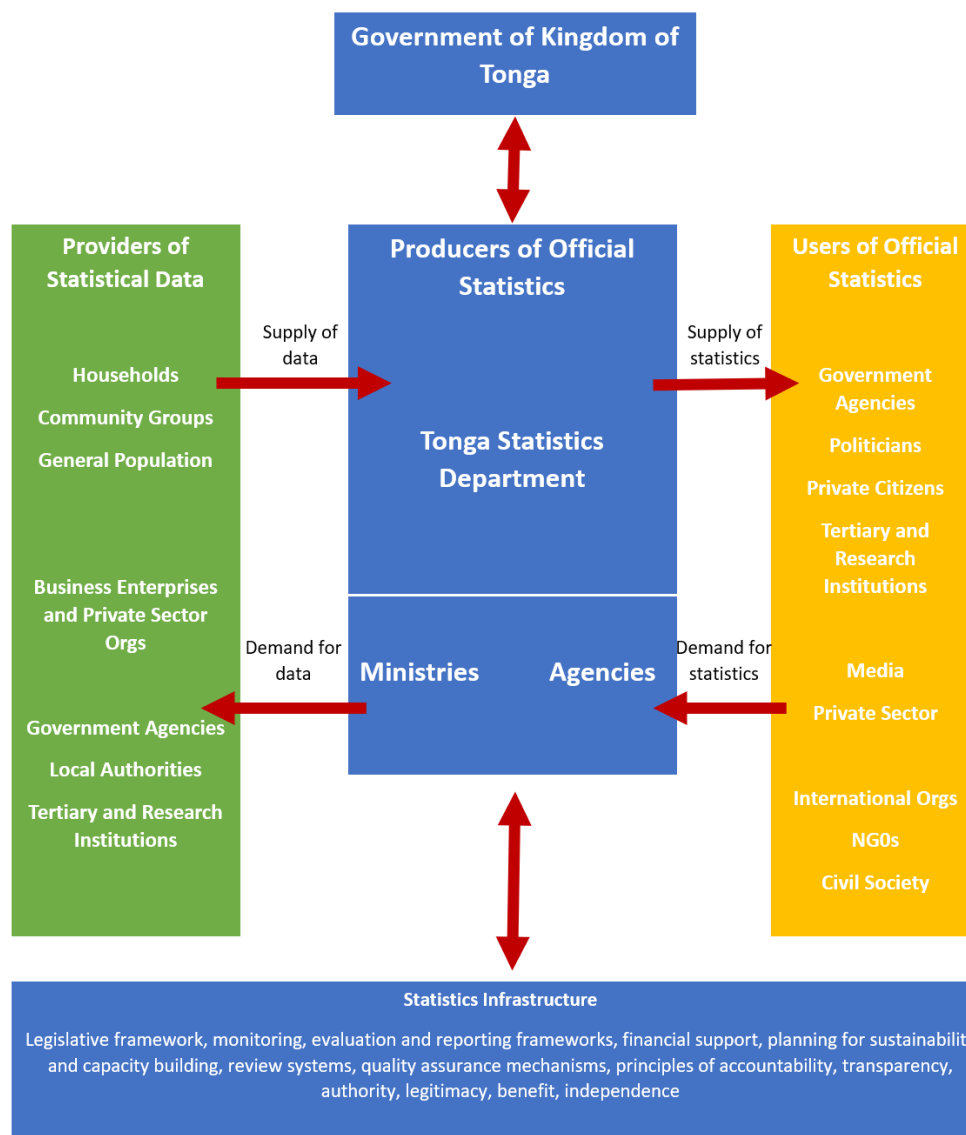 Government of Kingdom of
Tonga
Providers of
Statistical Data
Households
Community Groups
General Population
Business Enterprises
and Private Sector
Orgs
Government Agencies
Local Authorities
Tertiary and Research
Institutions
Supply of
data
Demand for
data
Producers of Official
Statistics
Tonga Statistics
Department
Ministries Agencies
Supply of
statistics
Demand for
statistics
Users of Official
Statistics
Government
Agencies
Politicians
Private Citizens
Tertiary and
Research
Institutions
Media
Private Sector
International Orgs
NG0s
Civil Society
Statistics Infrastructure
Legislative framework, monitoring, evaluation and reporting frameworks, financial support, planning for sustainabilit
and capacity building, review systems, quality assurance mechanisms, principles of accountability, transparency,
authority, legitimacy, benefit, independence